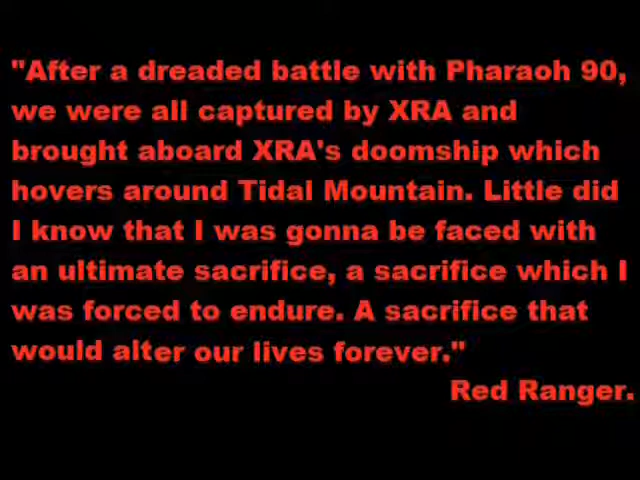 "After a dreaded battle with Pharaoh 90,
we were all captured by XRA and
brought aboard XRA's doomship which
hovers around Tidal Mountain. Little did
I know that I was gonna be faced with
an ultimate sacrifice, a sacrifice which I
was forced to endure. A sacrifice that
would alter our lives forever."
Red Ranger.